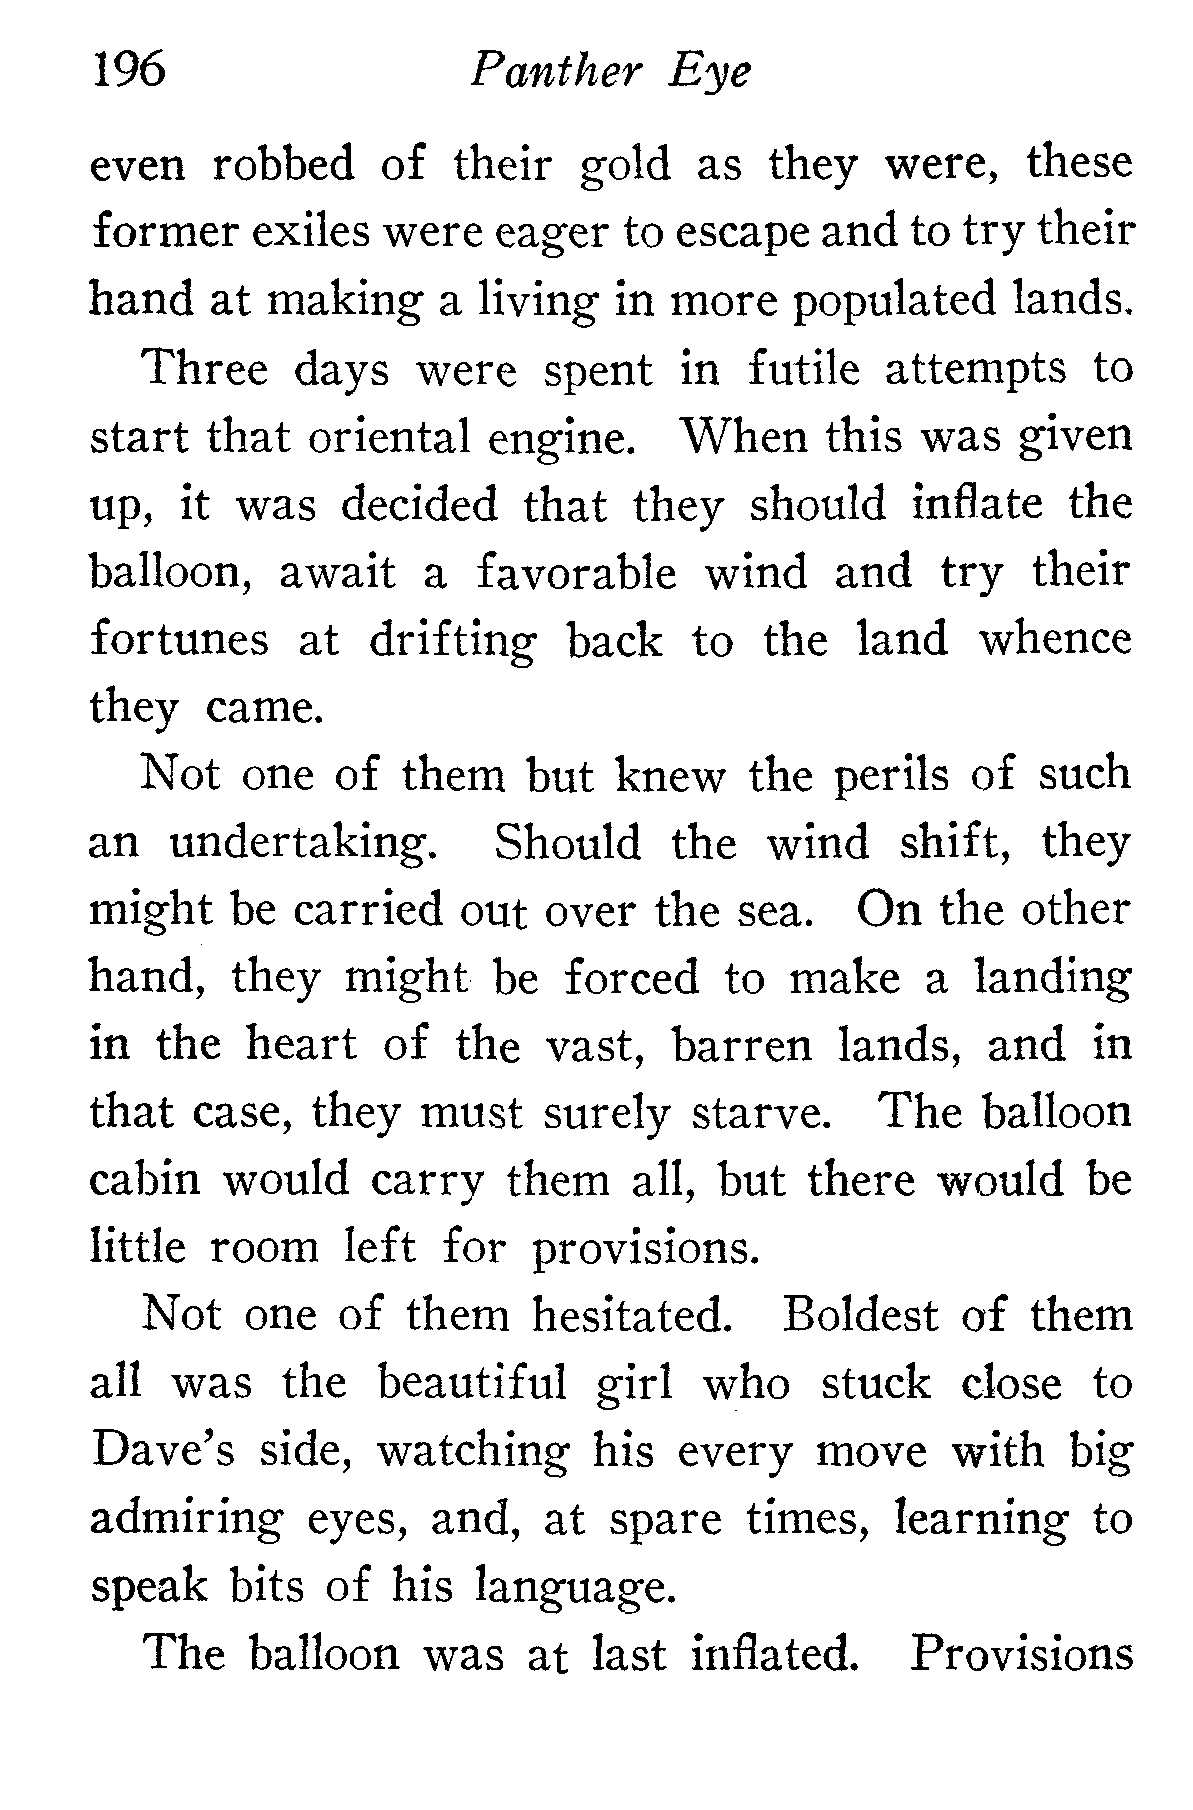 196 Panther Eye
even robbed of their gold as they were, these
former exiles were eager to escape and to try their
hand at making a living in more populated lands.
Three days were spent in futile attempts to
start that oriental engine. When this was given
up, it was decided that they should inflate the
balloon, await a favorable wind and try their
fortunes at drifting back to the land whence
they came.
Not one of them but knew the perils of such
an undertaking. Should the wind shift, they
might be carried out over the sea. On the other
hand, they might be forced to make a landing
in the heart of the vast, barren lands, and in
that case, they must surely starve. The balloon
cabin would carry them all, but there would be
little room left for provisions.
Not one of them hesitated. Boldest of them
all was the beautiful girl who stuck close to
Dave's side, watching his every move with big
admiring eyes, and, at spare times, learning to
speak bits of his language.
The balloon was at last inflated. Provisions